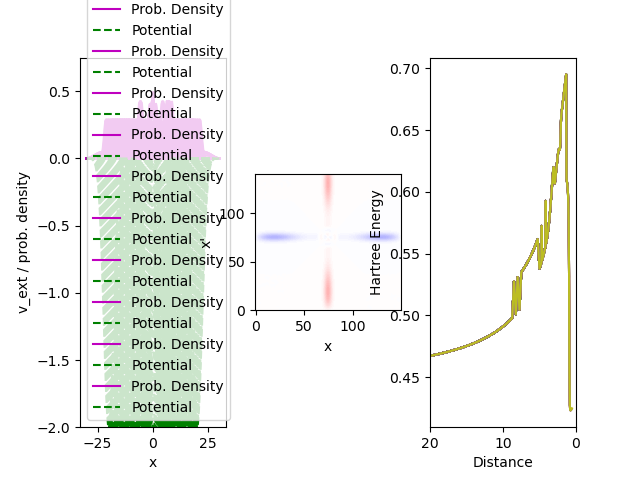 Prob. Density
Potential
Prob. Density
Potential
Prob. Density
Potential
Prob. Density
Potential
Prob. Density
Potential
Prob. Density
Potential
Prob. Density
Potential
Prob. Density
Potential
Prob. Density
Potential
Prob. Density
Potential
v_ext / prob. density
0.5
0.0
−0.5
−1.0
−1.5
−2.0
−25
0
25
x
x'
100
50
0
0
50
100
x
Hartree Energy
0.70
0.65
0.60
0.55
0.50
0.45
20
10
0
Distance